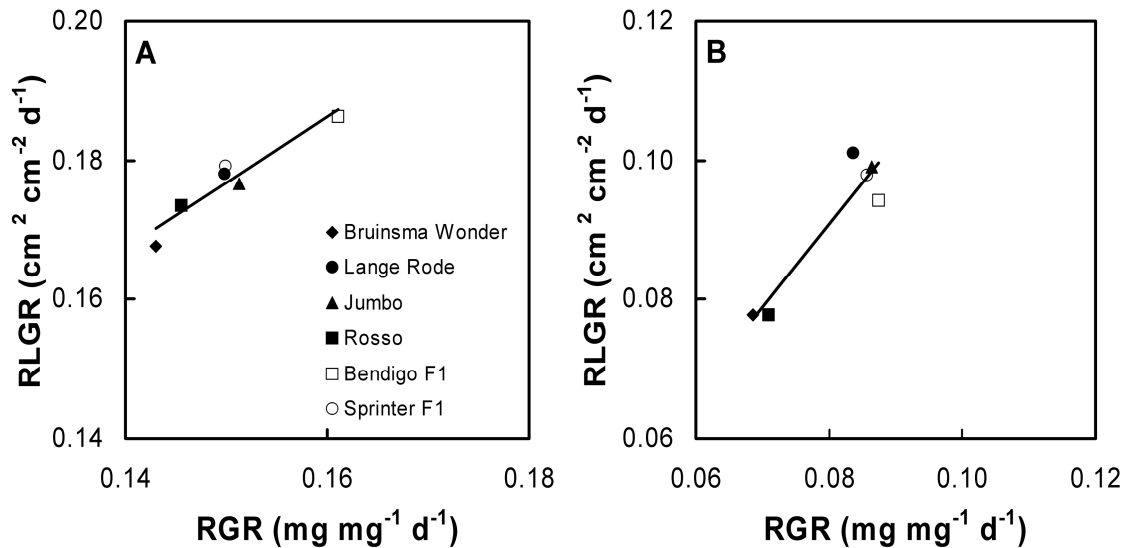 A
RLGR (cm² cm⁻² d⁻¹)
0.20
0.18
0.16
0.14
0.14 0.16 0.18
RGR (mg mg⁻¹ d⁻¹)
Bruinsma Wonder
Lange Rode
Jumbo
Rosso
Bendigo F1
Sprinter F1
B
RLGR (cm² cm⁻² d⁻¹)
0.12
0.10
0.08
0.06
0.06 0.08 0.10 0.12
RGR (mg mg⁻¹ d⁻¹)